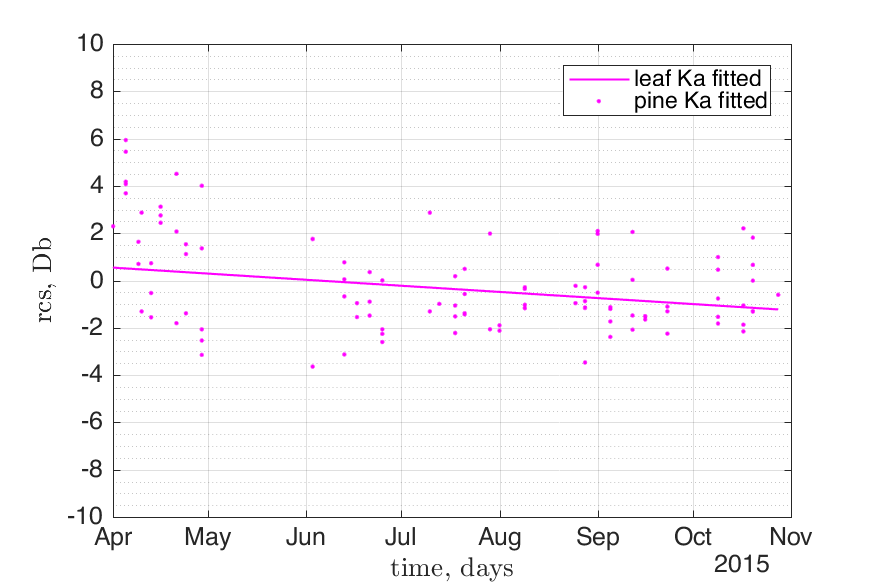 10
8
6
4
2
0
-2
-4
-6
-8
-10
rcs, Db
leaf Ka fitted
pine Ka fitted
Apr May Jun Jul Aug Sep Oct Nov
2015
time, days